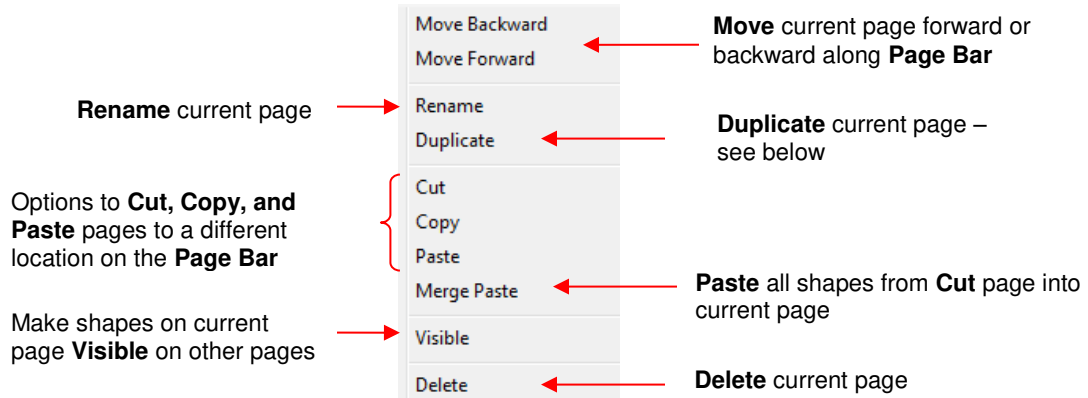 Move Backward
Move Forward
Move current page forward or
backward along Page Bar
Rename current page
Rename
Duplicate
Duplicate current page –
see below
Options to Cut, Copy, and
Paste pages to a different
location on the Page Bar
Cut
Copy
Paste
Merge Paste
Paste all shapes from Cut page into
current page
Make shapes on current
page Visible on other pages
Visible
Delete
Delete current page